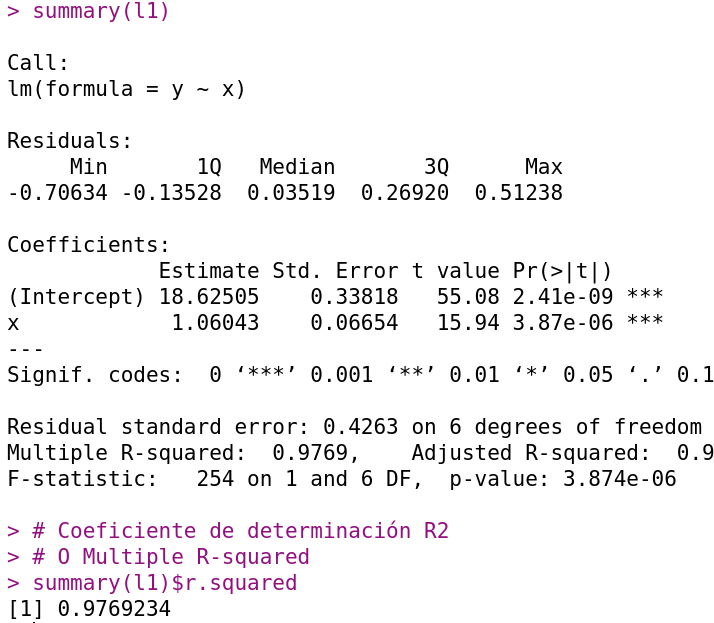 > summary(l1)
Call:
lm(formula = y ~ x)
Residuals:
Min 1Q Median 3Q Max
-0.70634 -0.13528 0.03519 0.26920 0.51238
Coefficients:
Estimate Std. Error t value Pr(>|t|)
(Intercept) 18.62505 0.33818 55.08 2.41e-09 ***
x 1.06043 0.06654 15.94 3.87e-06 ***
---
Signif. codes: 0 ‘***’ 0.001 ‘**’ 0.01 ‘*’ 0.05 ‘.’ 0.1
Residual standard error: 0.4263 on 6 degrees of freedom
Multiple R-squared: 0.9769, Adjusted R-squared: 0.9
F-statistic: 254 on 1 and 6 DF, p-value: 3.874e-06
> # Coeficiente de determinación R2
> # O Multiple R-squared
> summary(l1)$r.squared
[1] 0.9769234